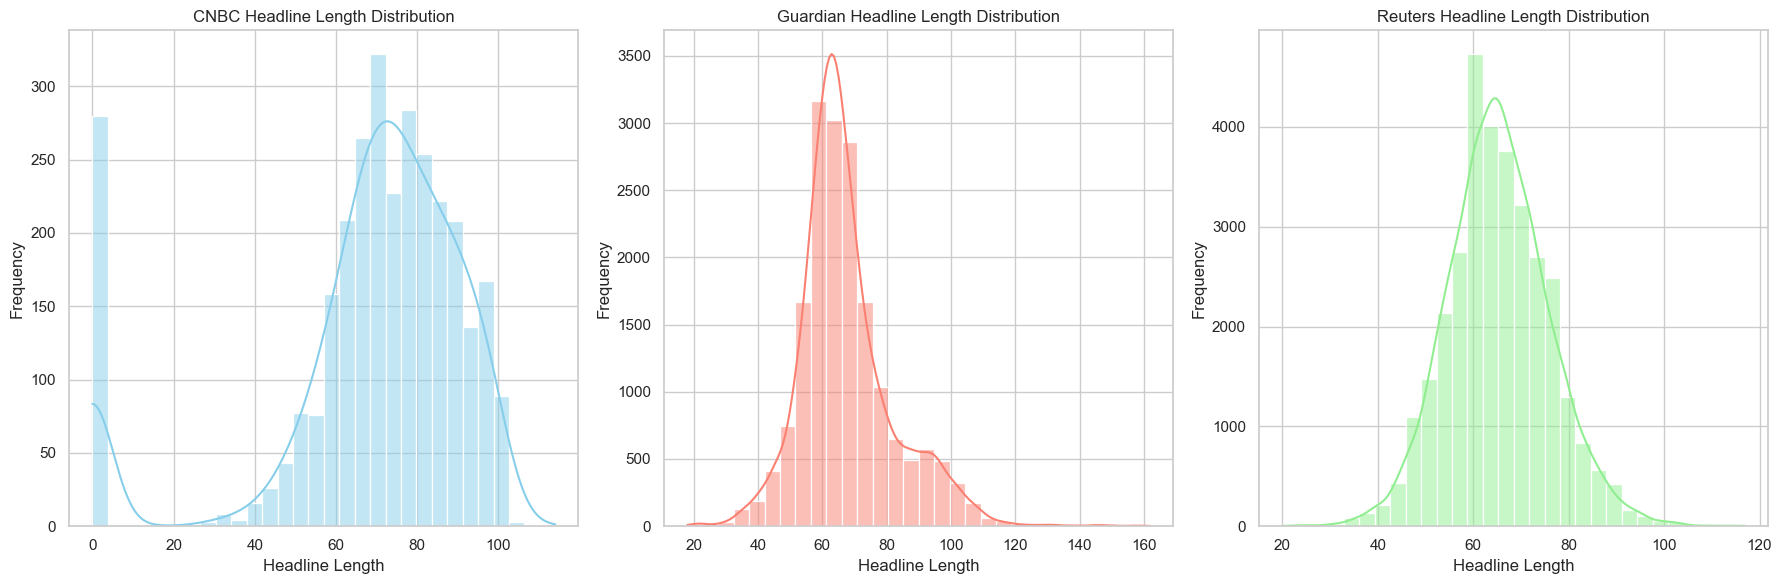 CNBC Headline Length Distribution
Frequency
300
250
200
150
100
50
0
0 20 40 60 80 100
Headline Length
Guardian Headline Length Distribution
Frequency
3500
3000
2500
2000
1500
1000
500
0
20 40 60 80 100 120 140 160
Headline Length
Reuters Headline Length Distribution
Frequency
4000
3000
2000
1000
0
20 40 60 80 100 120
Headline Length